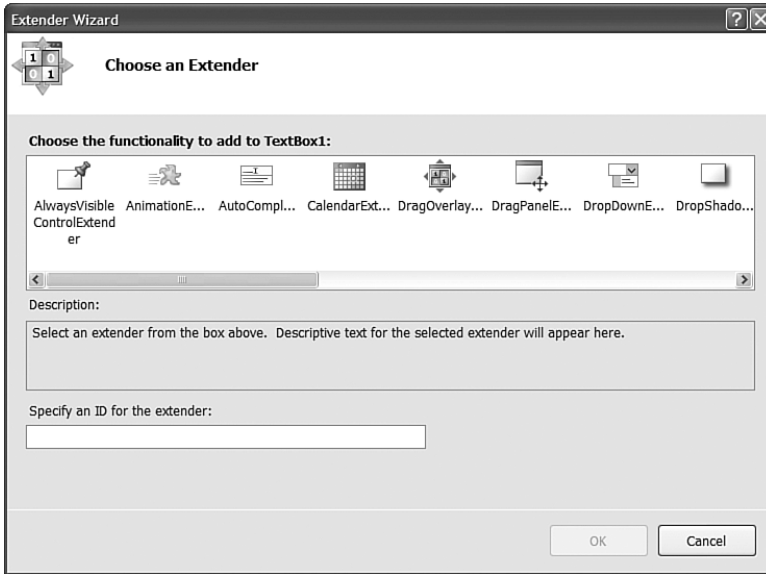 Extender Wizard
Choose an Extender
Choose the functionality to add to TextBox1:
AlwaysVisible AnimationE... AutoCompl... CalendarExt... DragOverlay... DragPanelE... DropDownE... DropShado...
ControlExtend
er
Description:
Select an extender from the box above. Descriptive text for the selected extender will appear here.
Specify an ID for the extender:
OK Cancel